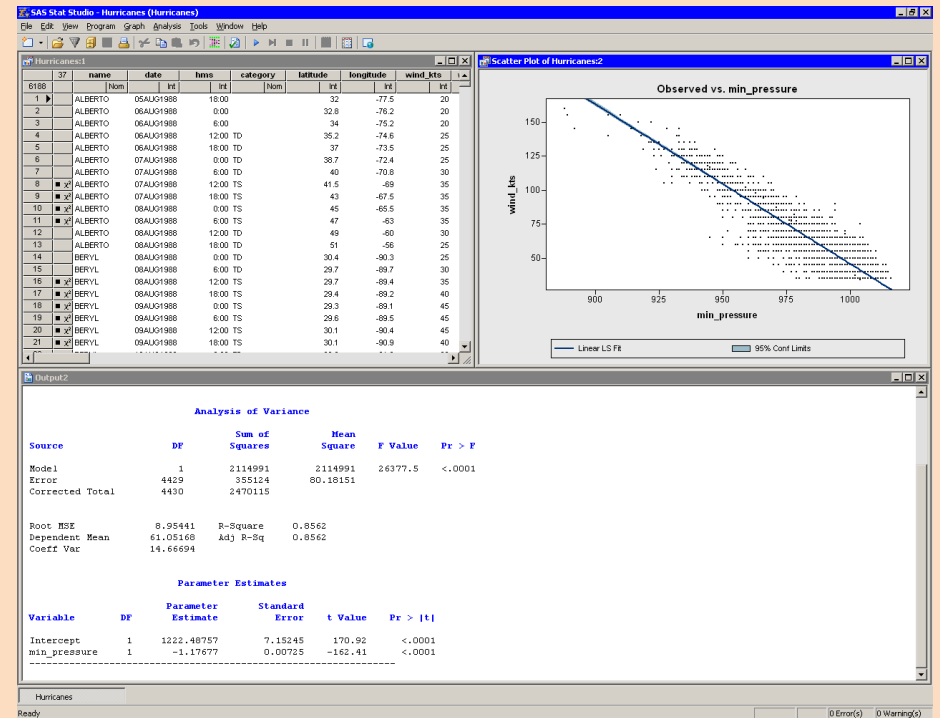 SAS Stat Studio - Hurricanes (Hurricanes)
File Edit View Program Graph Analysis Tools Window Help
Hurricanes:1
37 name date hms category latitude longitude wind_kts
6188 Nom Int Int Nom Int Int Int
1 ALBERTO 05AUG1988 18:00 32 -77.5 20
2 ALBERTO 06AUG1988 0:00 32.8 -76.2 20
3 ALBERTO 06AUG1988 6:00 34 -75.2 20
4 ALBERTO 06AUG1988 12:00 TD 35.2 -74.6 25
5 ALBERTO 06AUG1988 18:00 TD 37 -73.5 25
6 ALBERTO 07AUG1988 0:00 TD 38.7 -72.4 25
7 ALBERTO 07AUG1988 6:00 TD 40 -70.8 30
8 χ² ALBERTO 07AUG1988 12:00 TS 41.5 -69 35
9 χ² ALBERTO 07AUG1988 18:00 TS 43 -67.5 35
10 χ² ALBERTO 08AUG1988 0:00 TS 45 -65.5 35
11 χ² ALBERTO 08AUG1988 6:00 TS 47 -63 35
12 ALBERTO 08AUG1988 12:00 TD 49 -60 30
13 ALBERTO 08AUG1988 18:00 TD 51 -56 25
14 BERYL 08AUG1988 0:00 TD 30.4 -90.3 25
15 BERYL 08AUG1988 6:00 TD 29.7 -89.7 30
16 χ² BERYL 08AUG1988 12:00 TS 29.7 -89.4 35
17 χ² BERYL 08AUG1988 18:00 TS 29.4 -89.2 40
18 χ² BERYL 09AUG1988 0:00 TS 29.3 -89.1 45
19 χ² BERYL 09AUG1988 6:00 TS 29.6 -89.5 45
20 χ² BERYL 09AUG1988 12:00 TS 30.1 -90.4 45
21 χ² BERYL 09AUG1988 18:00 TS 30.1 -90.9 40
Scatter Plot of Hurricanes:2
Observed vs. min_pressure
150
125
100
75
50
wind_kts
900 925 950 975 1000
min_pressure
Linear LS Fit 95% Conf Limits
Output2
Analysis of Variance
Sum of Mean
Source DF Squares Square F Value Pr > F
Model 1 2114991 2114991 26377.5 <.0001
Error 4429 355124 80.18151
Corrected Total 4430 2470115
Root MSE 8.95441 R-Square 0.8562
Dependent Mean 61.05168 Adj R-Sq 0.8562
Coeff Var 14.66694
Parameter Estimates
Parameter Standard
Variable DF Estimate Error t Value Pr > |t|
Intercept 1 1222.48757 7.15245 170.92 <.0001
min_pressure 1 -1.17677 0.00725 -162.41 <.0001
Hurricanes
Ready 0 Error(s) 0 Warning(s)